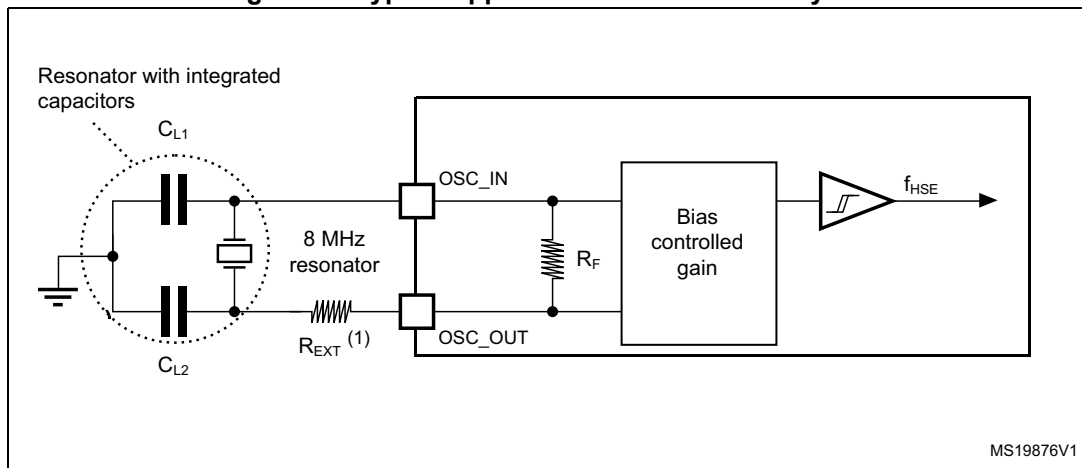 Resonator with integrated
capacitors
CL1
OSC_IN
fHSE
8 MHz
resonator
RF
Bias
controlled
gain
REXT (1)
OSC_OUT
CL2
MS19876V1